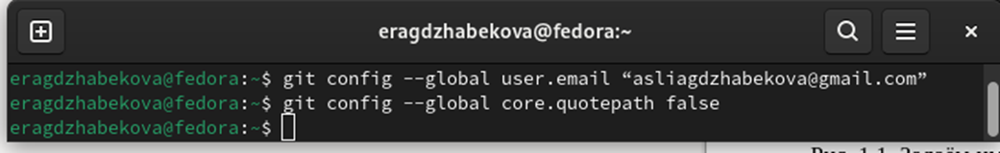 eragdzhabekova@fedora:~
eragdzhabekova@fedora:~$ git config --global user.email “asliagdzhabekova@gmail.com”
eragdzhabekova@fedora:~$ git config --global core.quotepath false
eragdzhabekova@fedora:~$